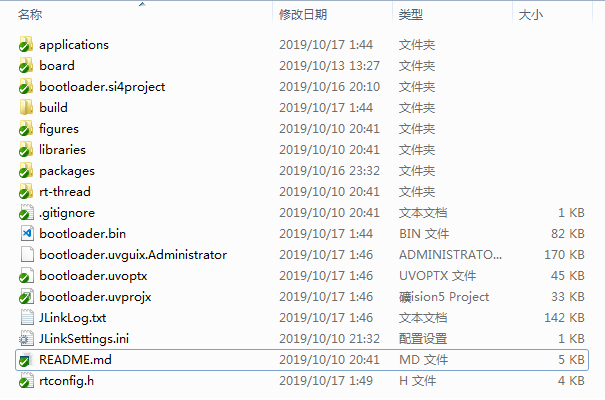 名称 修改日期 类型 大小
applications 2019/10/17 1:44 文件夹
board 2019/10/13 13:27 文件夹
bootloader.si4project 2019/10/16 20:10 文件夹
build 2019/10/17 1:44 文件夹
figures 2019/10/10 20:41 文件夹
libraries 2019/10/10 20:41 文件夹
packages 2019/10/16 23:32 文件夹
rt-thread 2019/10/10 20:41 文件夹
.gitignore 2019/10/10 20:41 文本文档 1 KB
bootloader.bin 2019/10/17 1:44 BIN 文件 82 KB
bootloader.uvguix.Administrator 2019/10/17 1:46 ADMINISTRATO... 170 KB
bootloader.uvoptx 2019/10/17 1:46 UVOPTX 文件 45 KB
bootloader.uvprojx 2019/10/17 1:46 礦ision5 Project 33 KB
JLinkLog.txt 2019/10/17 1:46 文本文档 142 KB
JLinkSettings.ini 2019/10/10 21:32 配置设置 1 KB
README.md 2019/10/10 20:41 MD 文件 5 KB
rtconfig.h 2019/10/17 1:49 H 文件 4 KB